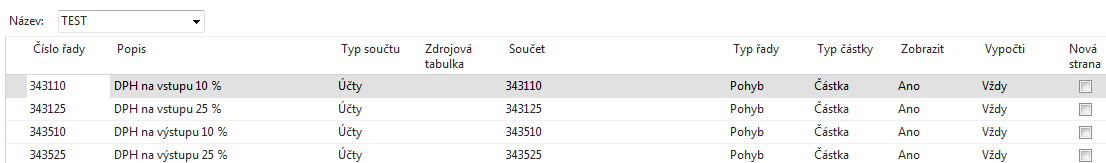 Název: TEST
Číslo řady Popis Typ součtu Zdrojová tabulka Součet Typ řady Typ částky Zobrazit Vypočti Nová strana
343110 DPH na vstupu 10 % Účty 343110 Pohyb Částka Ano Vždy
343125 DPH na vstupu 25 % Účty 343125 Pohyb Částka Ano Vždy
343510 DPH na výstupu 10 % Účty 343510 Pohyb Částka Ano Vždy
343525 DPH na výstupu 25 % Účty 343525 Pohyb Částka Ano Vždy